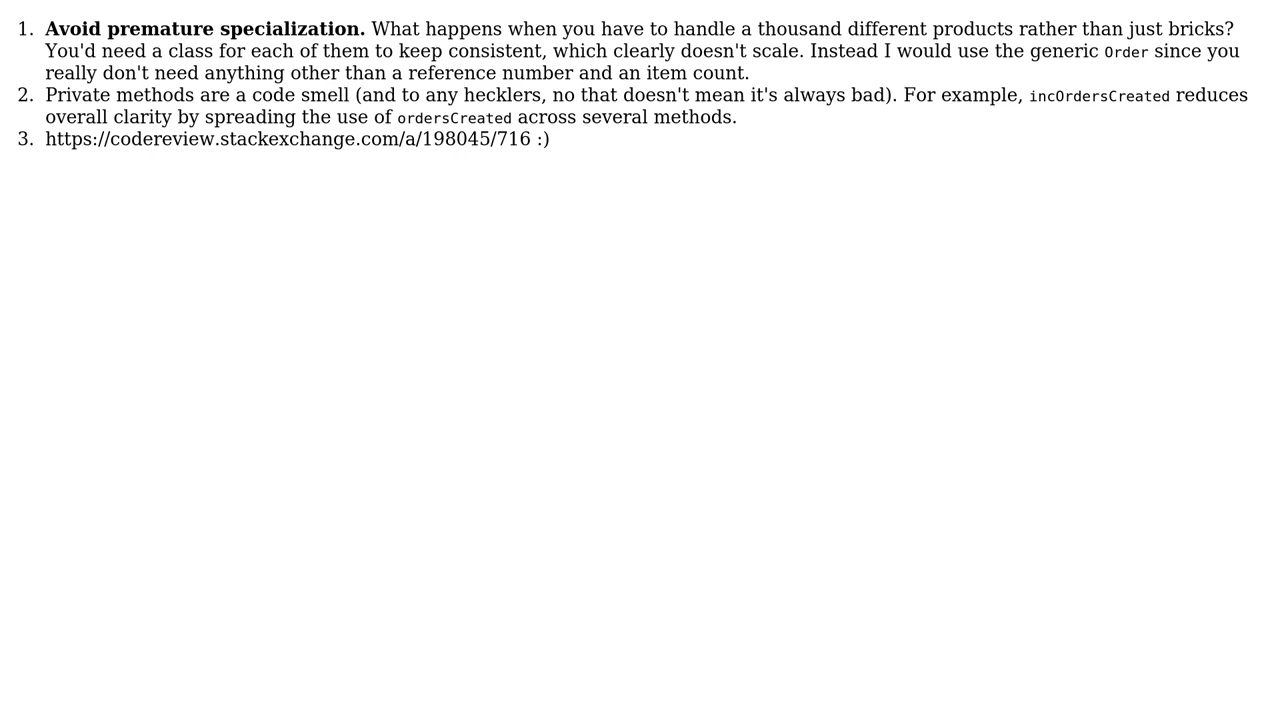 1. Avoid premature specialization. What happens when you have to handle a thousand different products rather than just bricks?
You'd need a class for each of them to keep consistent, which clearly doesn't scale. Instead I would use the generic Order since you
really don't need anything other than a reference number and an item count.
2. Private methods are a code smell (and to any hecklers, no that doesn't mean it's always bad). For example, incOrdersCreated reduces
overall clarity by spreading the use of ordersCreated across several methods.
3. https://codereview.stackexchange.com/a/198045/716 :)